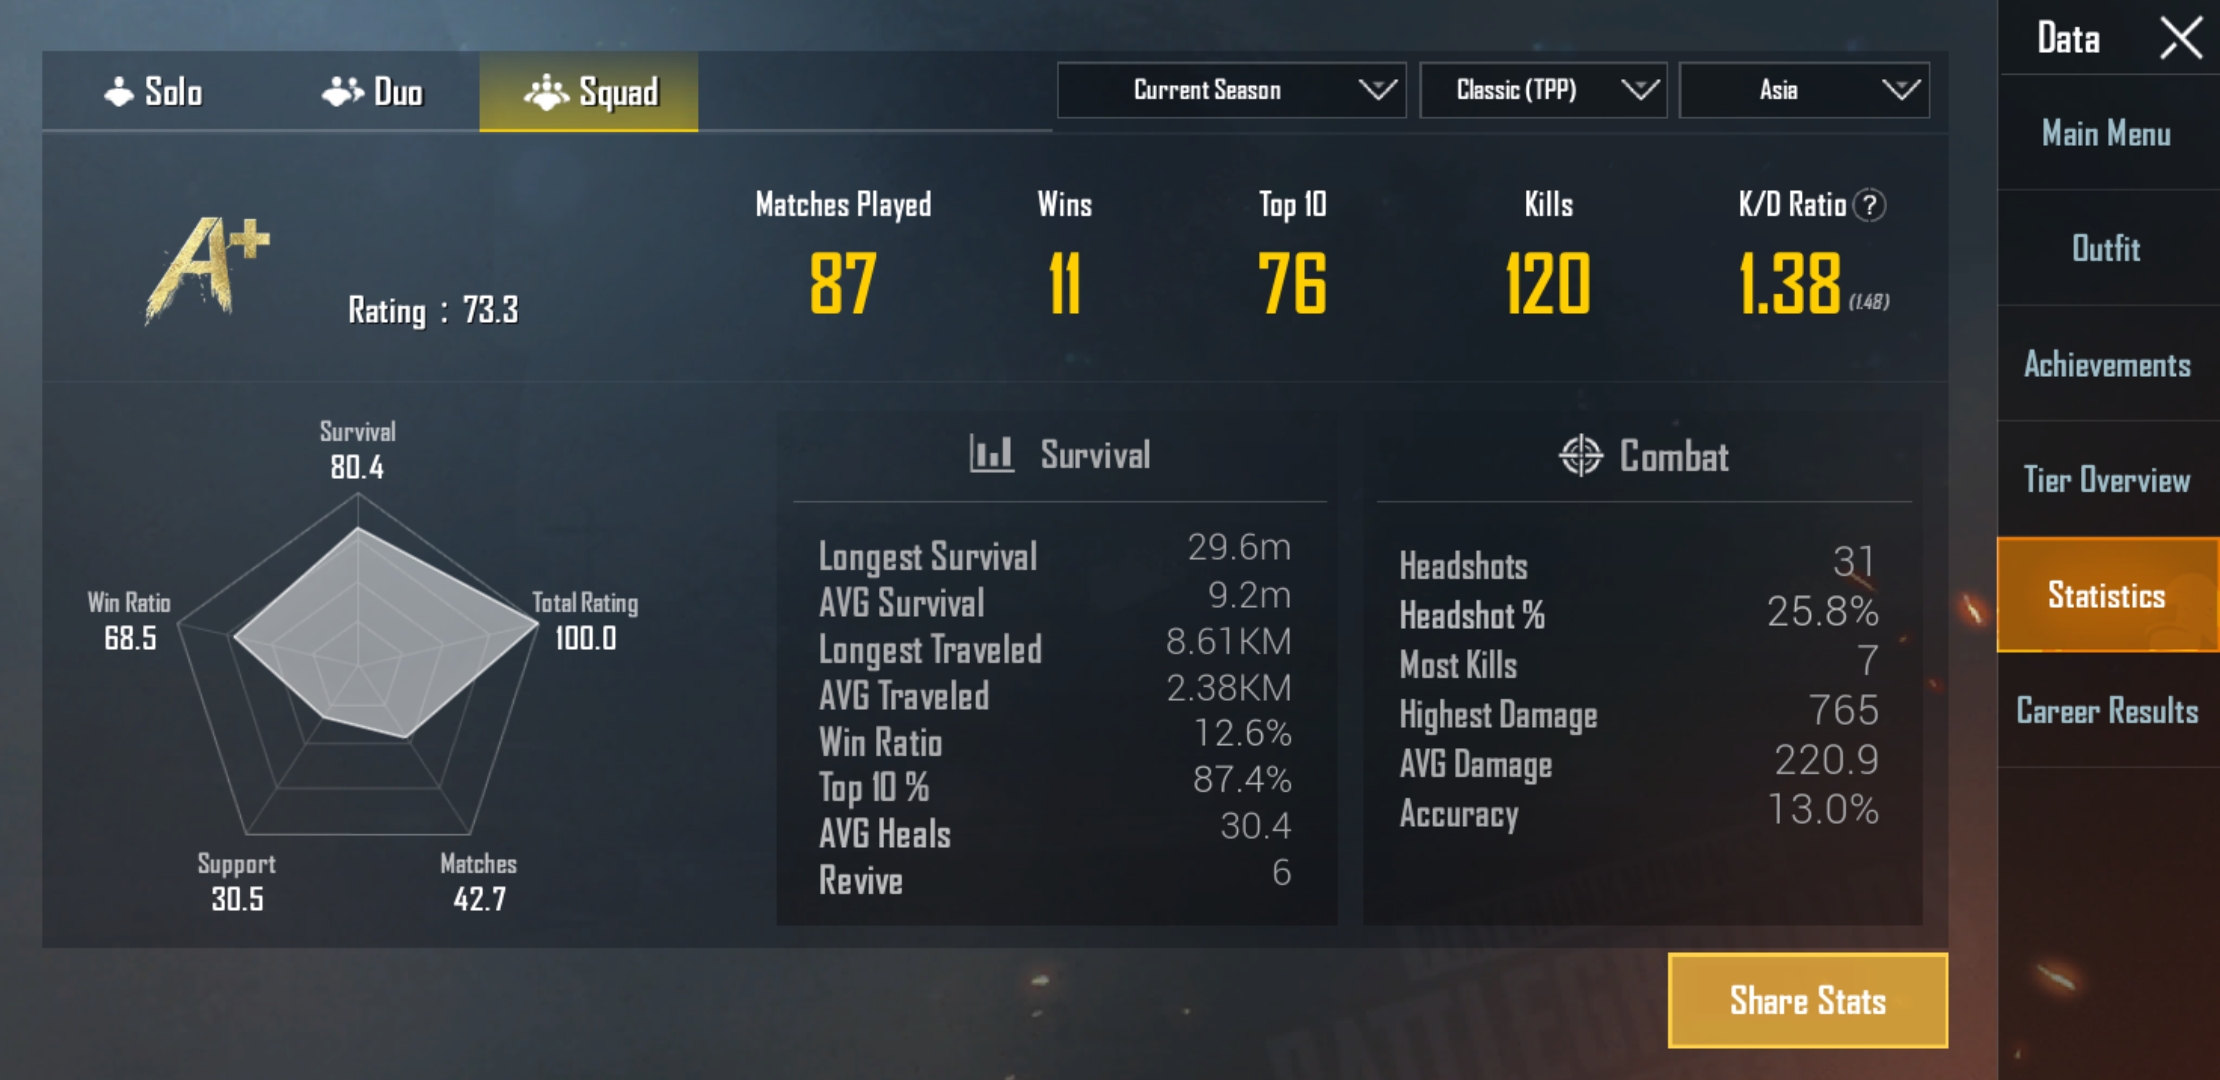 Solo
Duo
Squad
Current Season
Classic (TPP)
Asia
Data
Main Menu
Outfit
Achievements
Tier Overview
Statistics
Career Results
A+
Rating : 73.3
Matches Played
87
Wins
11
Top 10
76
Kills
120
K/D Ratio ?
1.38 (1.48)
Survival
80.4
Win Ratio
68.5
Total Rating
100.0
Support
30.5
Matches
42.7
Survival
Longest Survival 29.6m
AVG Survival 9.2m
Longest Traveled 8.61KM
AVG Traveled 2.38KM
Win Ratio 12.6%
Top 10 % 87.4%
AVG Heals 30.4
Revive 6
Combat
Headshots 31
Headshot % 25.8%
Most Kills 7
Highest Damage 765
AVG Damage 220.9
Accuracy 13.0%
Share Stats